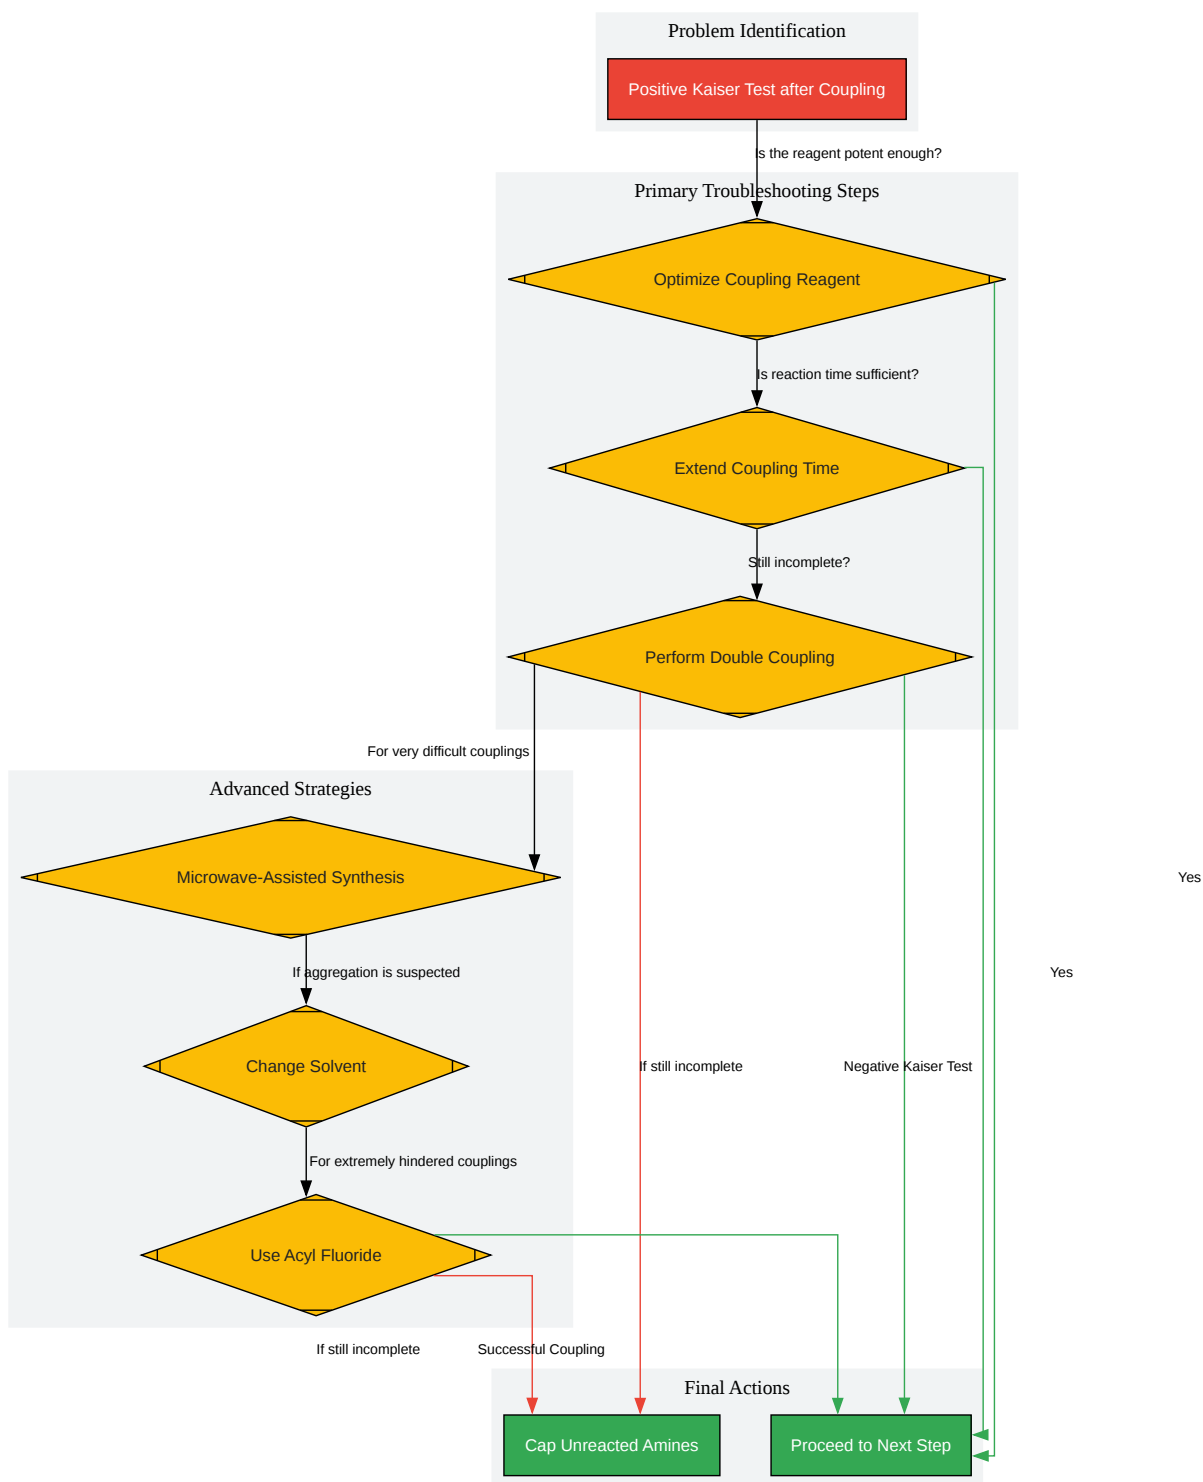 Problem Identification
Positive Kaiser Test after Coupling
Is the reagent potent enough?
Primary Troubleshooting Steps
Optimize Coupling Reagent
Is reaction time sufficient?
Extend Coupling Time
Still incomplete?
Perform Double Coupling
For very difficult couplings
Advanced Strategies
Microwave-Assisted Synthesis
Yes
If aggregation is suspected
Yes
Change Solvent
If still incomplete
Negative Kaiser Test
For extremely hindered couplings
Use Acyl Fluoride
If still incomplete
Successful Coupling
Final Actions
Cap Unreacted Amines
Proceed to Next Step